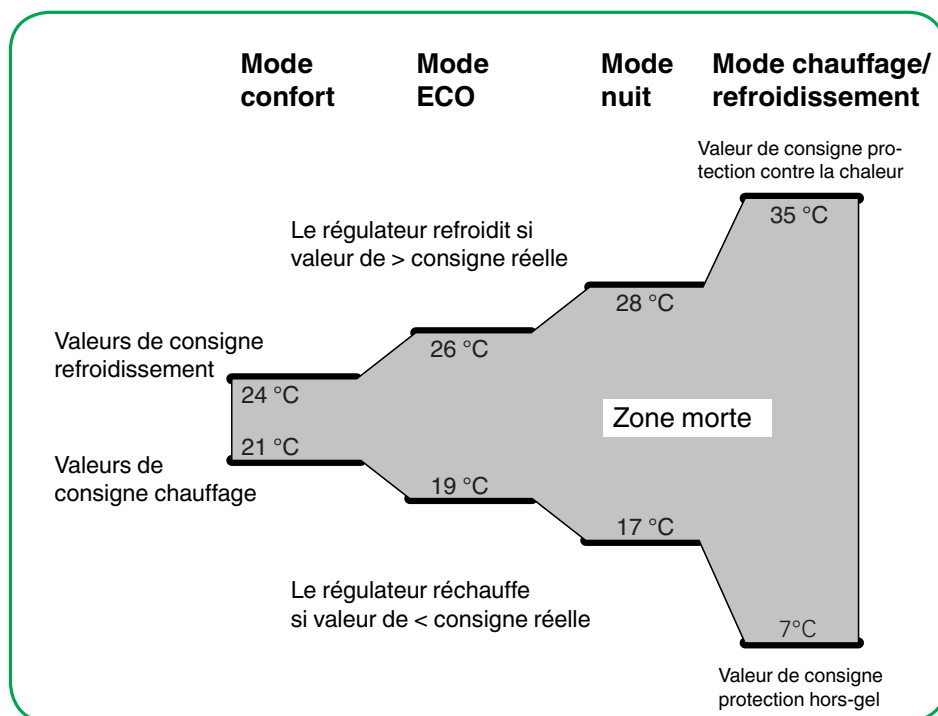 Mode
confort
Mode
ECO
Mode
nuit
Mode chauffage/
refroidissement
Valeur de consigne pro-
tection contre la chaleur
35 °C
Le régulateur refroidit si
valeur de > consigne réelle
28 °C
26 °C
Valeurs de consigne
refroidissement
24 °C
Zone morte
21 °C
Valeurs de
consigne chauffage
19 °C
17 °C
Le régulateur réchauffe
si valeur de < consigne réelle
7°C
Valeur de consigne
protection hors-gel